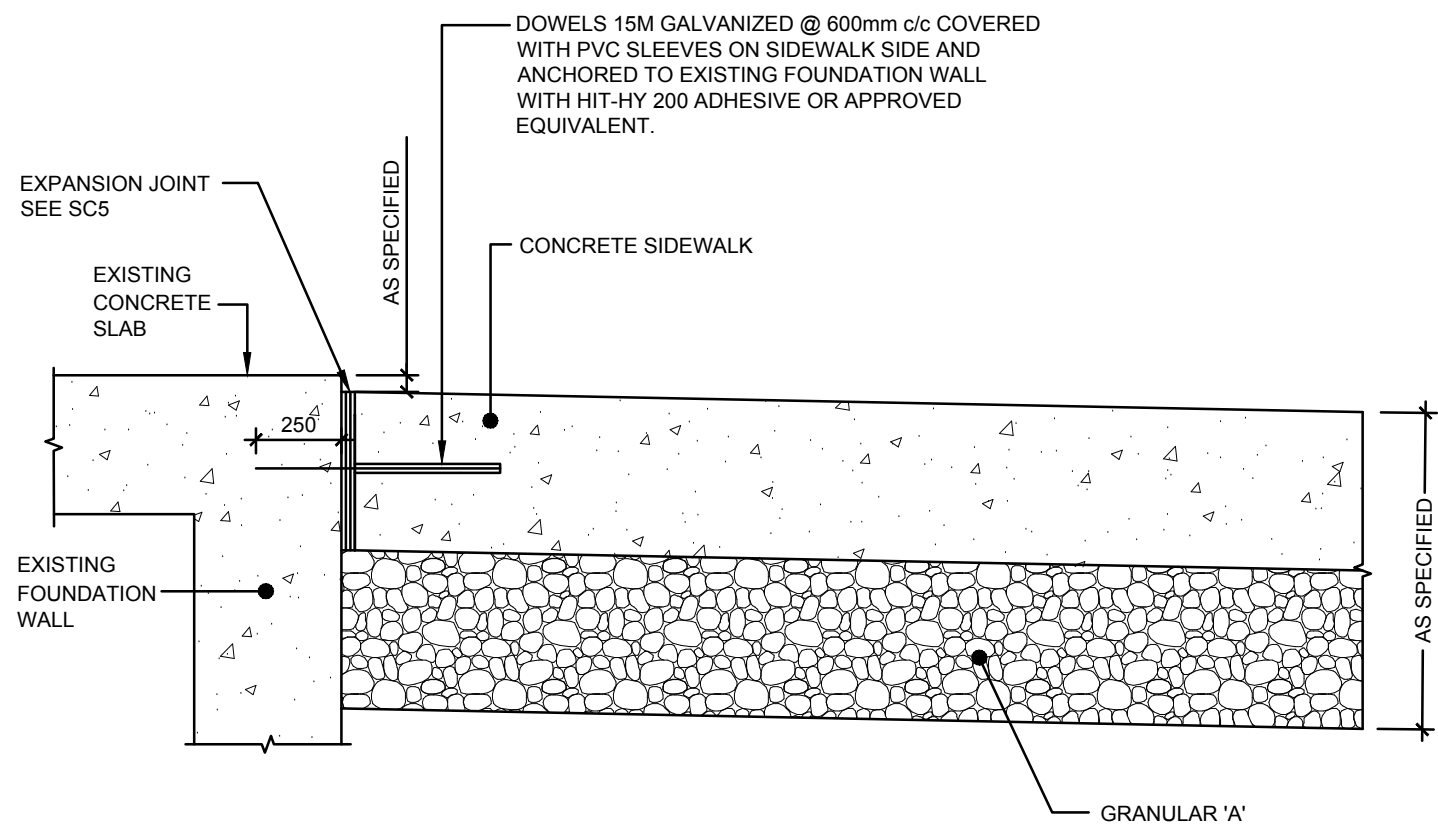 DOWELS 15M GALVANIZED @ 600mm c/c COVERED
WITH PVC SLEEVES ON SIDEWALK SIDE AND
ANCHORED TO EXISTING FOUNDATION WALL
WITH HIT-HY 200 ADHESIVE OR APPROVED
EQUIVALENT.
EXPANSION JOINT
SEE SC5
AS SPECIFIED
CONCRETE SIDEWALK
EXISTING
CONCRETE
SLAB
250
EXISTING
FOUNDATION
WALL
AS SPECIFIED
GRANULAR 'A'